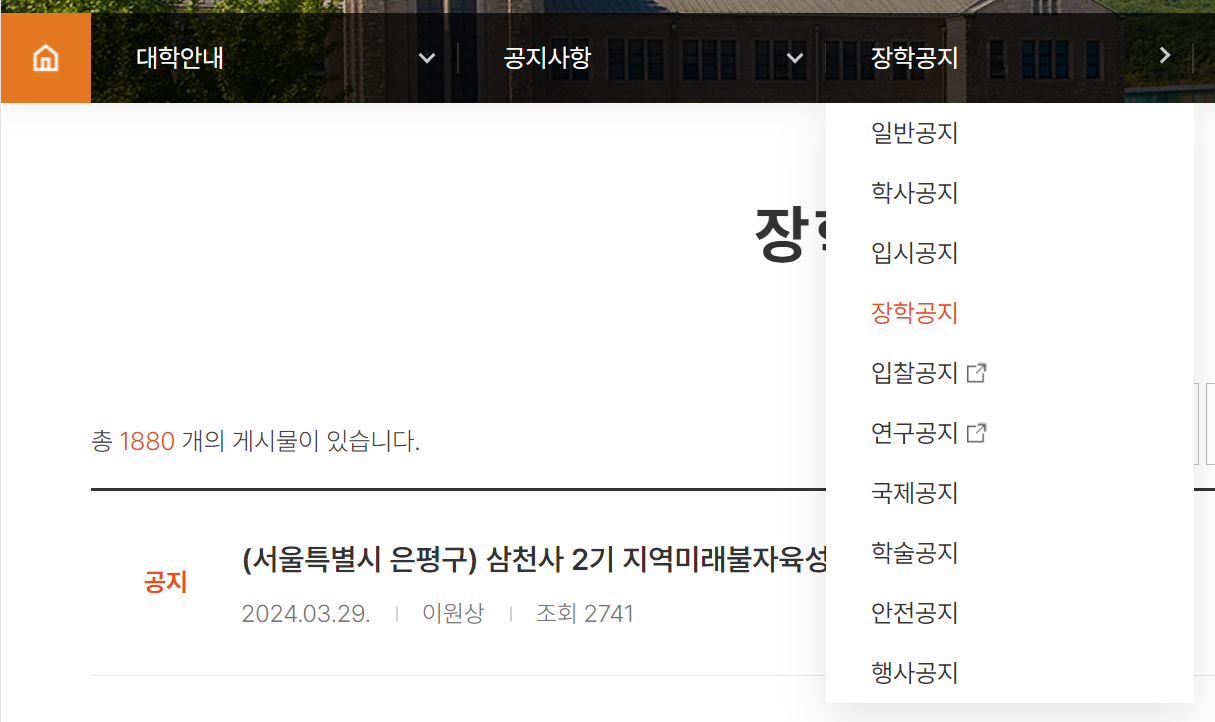 대학안내 공지사항 장학공지
일반공지
학사공지
입시공지
장학공지
입찰공지
연구공지
국제공지
학술공지
안전공지
행사공지
장
총 1880 개의 게시물이 있습니다.
공지
(서울특별시 은평구) 삼천사 2기 지역미래불자육성
2024.03.29. 이원상 조회 2741